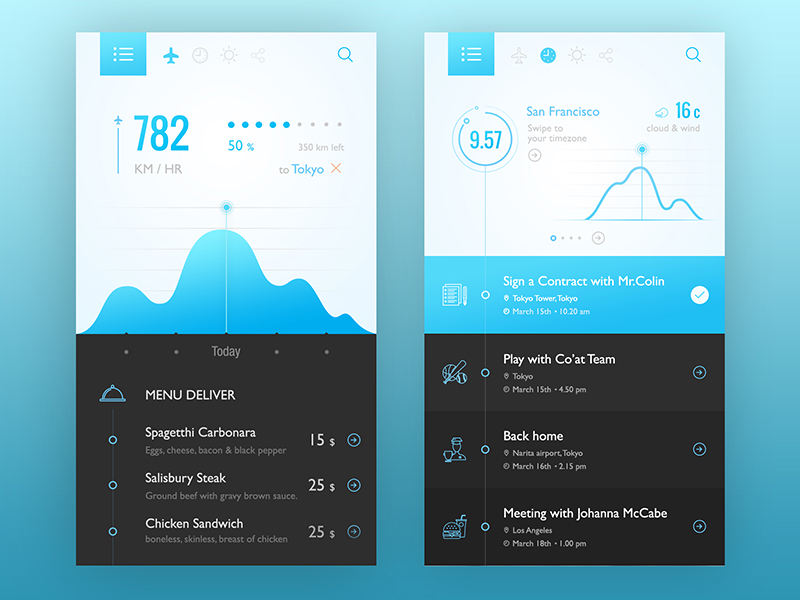 782
KM / HR
50 %
350 km left
to Tokyo
Today
MENU DELIVER
Spagetthi Carbonara
Eggs, cheese, bacon & black pepper
15 $
Salisbury Steak
Ground beef with gravy brown sauce.
25 $
Chicken Sandwich
boneless, skinless, breast of chicken
25 $
9.57
San Francisco
Swipe to
your timezone
16 c
cloud & wind
Sign a Contract with Mr.Colin
Tokyo Tower, Tokyo
March 15th • 10.20 am
Play with Co'at Team
Tokyo
March 15th • 4.50 pm
Back home
Narita airport, Tokyo
March 16th • 2.15 pm
Meeting with Johanna McCabe
Los Angeles
March 18th • 1.00 pm